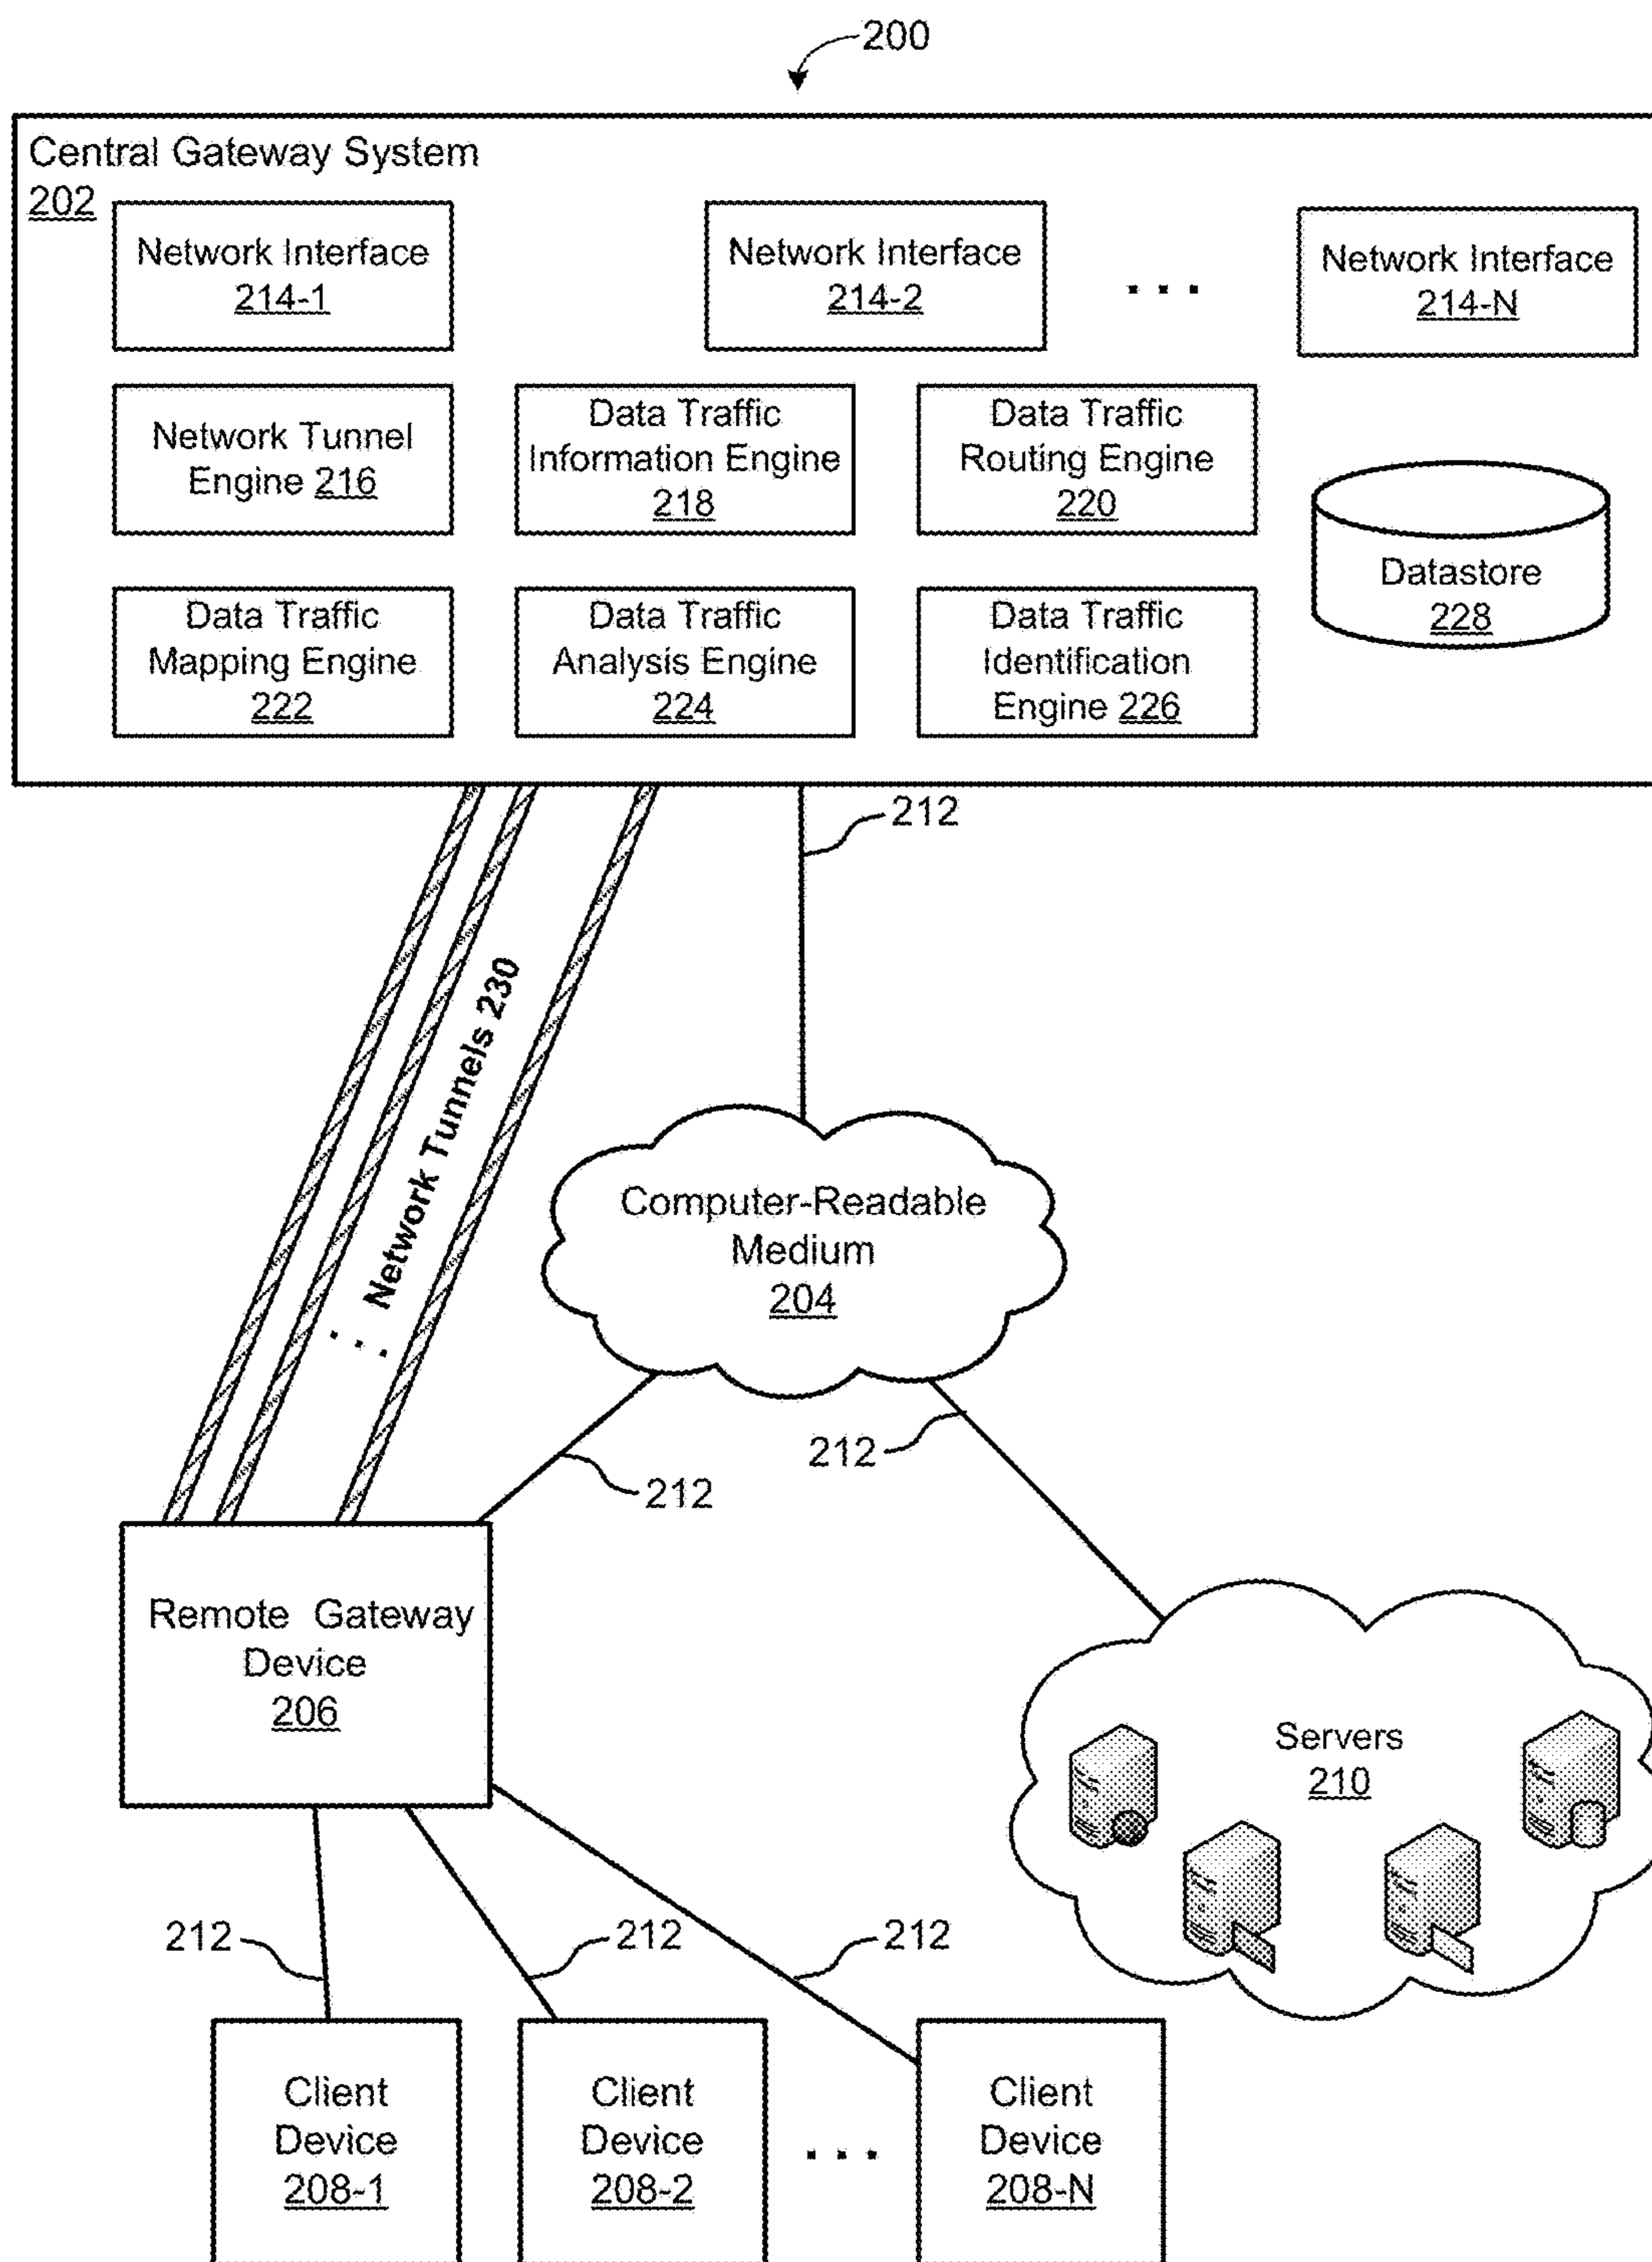 200
Central Gateway System
202
Network Interface
214-1
Network Interface
214-2
. . .
Network Interface
214-N
Network Tunnel
Engine 216
Data Traffic
Information Engine
218
Data Traffic
Routing Engine
220
Datastore
228
Data Traffic
Mapping Engine
222
Data Traffic
Analysis Engine
224
Data Traffic
Identification
Engine 226
212
Network Tunnels 230
. . .
Computer-Readable
Medium
204
212
212
Remote Gateway
Device
206
Servers
210
212
212
212
Client
Device
208-1
Client
Device
208-2
. . .
Client
Device
208-N